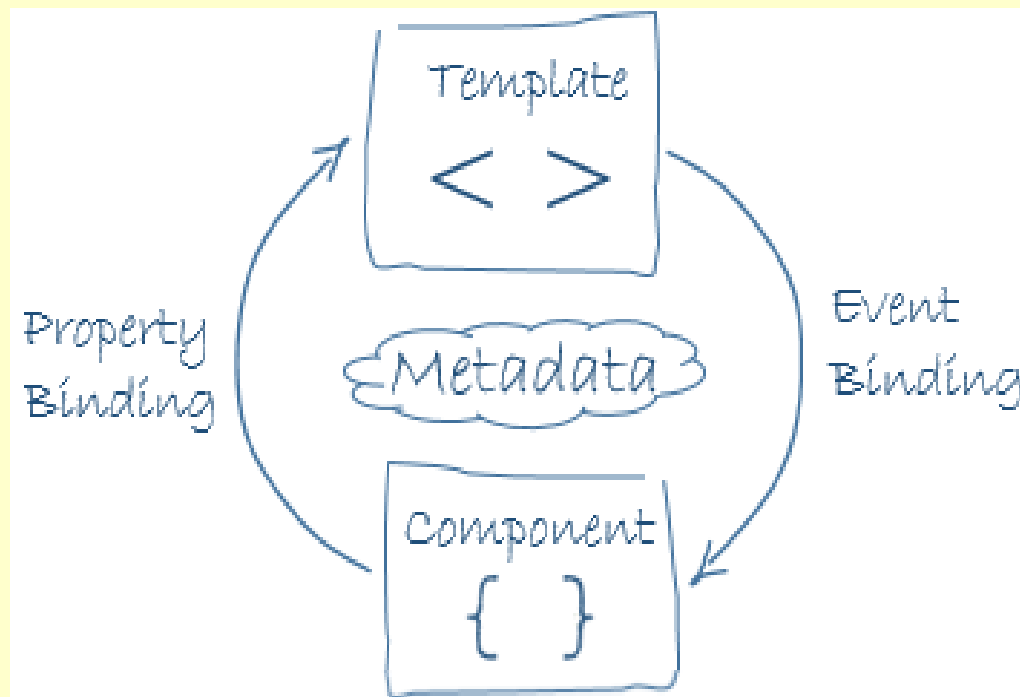 Template
< >
Property
Binding
Event
Binding
Metadata
Component
{ }